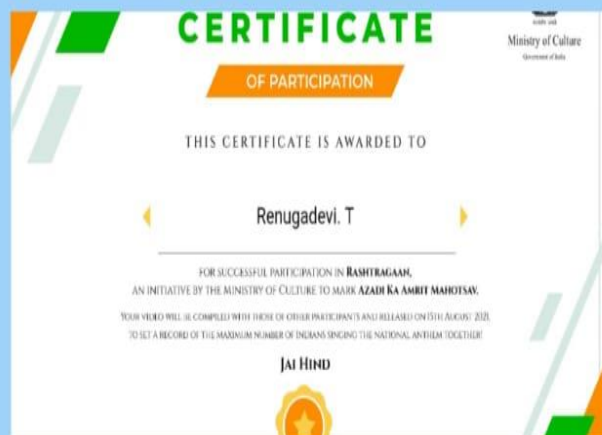 CERTIFICATE
Ministry of Culture
Government of India
OF PARTICIPATION
THIS CERTIFICATE IS AWARDED TO
Renugadevi. T
FOR SUCCESSFUL PARTICIPATION IN RASHTRAGAAN,
AN INITIATIVE BY THE MINISTRY OF CULTURE TO MARK AZADI KA AMRIT MAHOTSAV.
YOUR VIDEO WILL BE COMPILED WITH THOSE OF OTHER PARTICIPANTS AND RELEASED ON 15TH AUGUST 2021,
TO SET A RECORD OF THE MAXIMUM NUMBER OF INDIANS SINGING THE NATIONAL ANTHEM TOGETHER!
JAI HIND